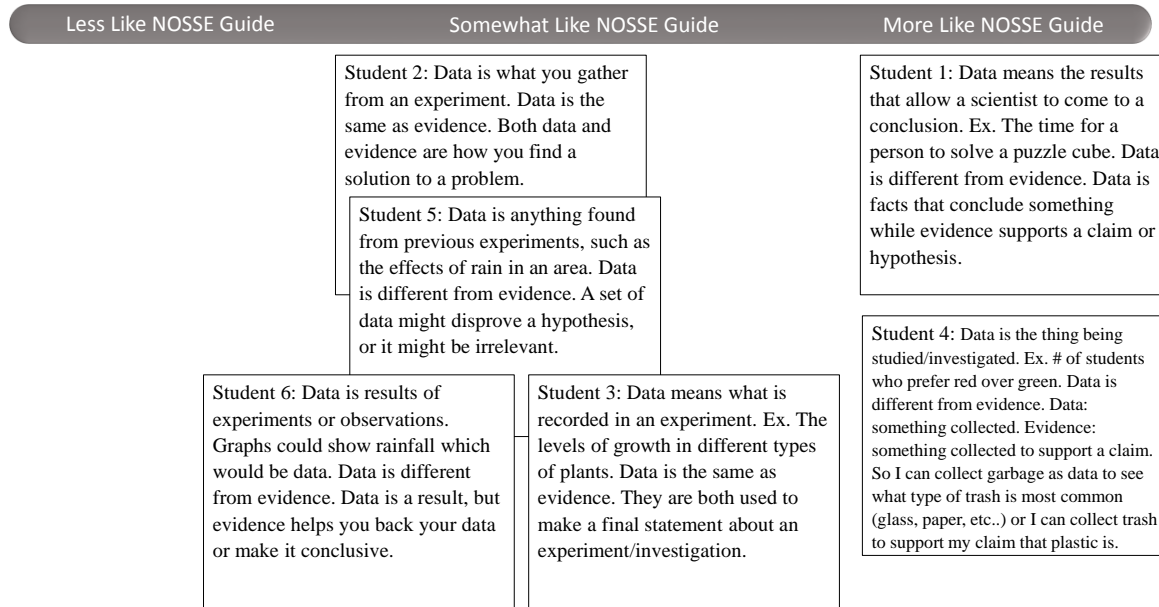 Less Like NOSSE Guide
Somewhat Like NOSSE Guide
More Like NOSSE Guide
Student 2: Data is what you gather
from an experiment. Data is the
same as evidence. Both data and
evidence are how you find a
solution to a problem.
Student 1: Data means the results
that allow a scientist to come to a
conclusion. Ex. The time for a
person to solve a puzzle cube. Data
is different from evidence. Data is
facts that conclude something
while evidence supports a claim or
hypothesis.
Student 5: Data is anything found
from previous experiments, such as
the effects of rain in an area. Data
is different from evidence. A set of
data might disprove a hypothesis,
or it might be irrelevant.
Student 4: Data is the thing being
studied/investigated. Ex. # of students
who prefer red over green. Data is
different from evidence. Data:
something collected. Evidence:
something collected to support a claim.
So I can collect garbage as data to see
what type of trash is most common
(glass, paper, etc..) or I can collect trash
to support my claim that plastic is.
Student 6: Data is results of
experiments or observations.
Graphs could show rainfall which
would be data. Data is different
from evidence. Data is a result, but
evidence helps you back your data
or make it conclusive.
Student 3: Data means what is
recorded in an experiment. Ex. The
levels of growth in different types
of plants. Data is the same as
evidence. They are both used to
make a final statement about an
experiment/investigation.